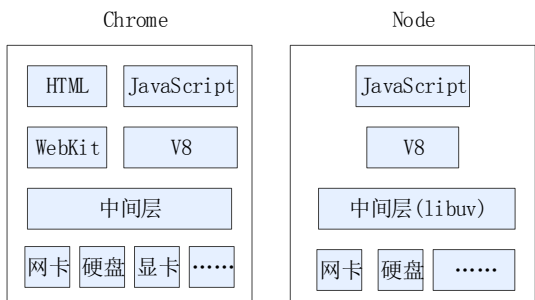 Chrome
HTML JavaScript
WebKit V8
中间层
网卡 硬盘 显卡 ……
Node
JavaScript
V8
中间层(libuv)
网卡 硬盘 ……